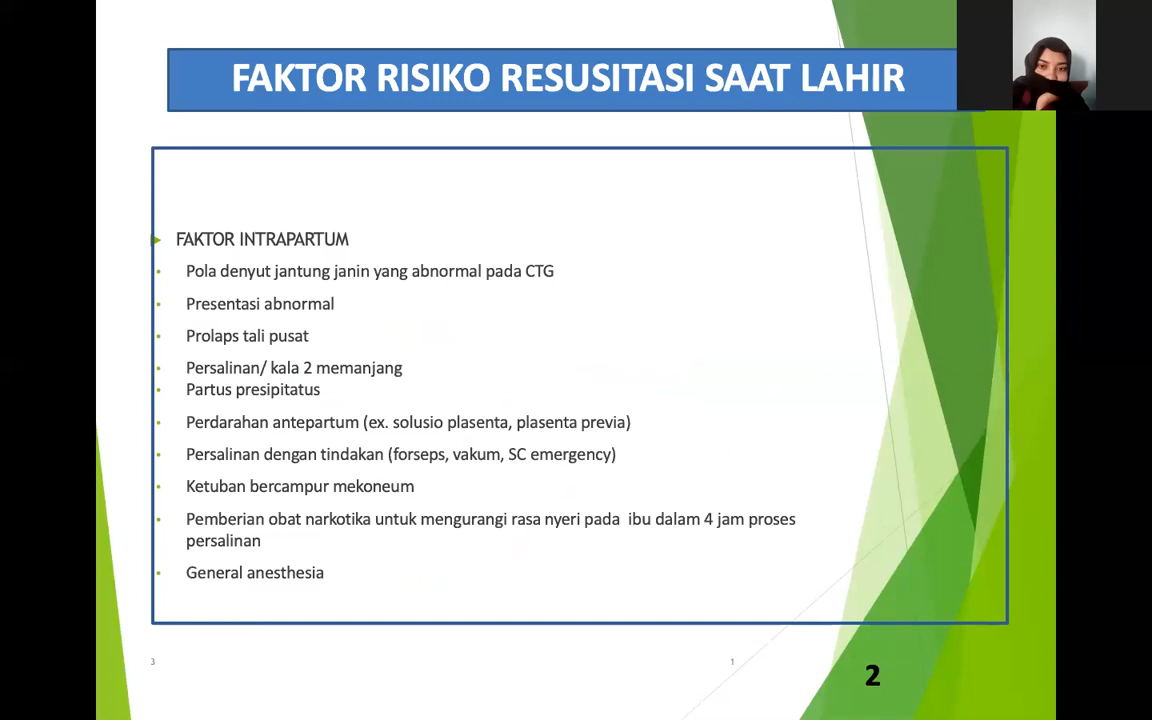 FAKTOR RISIKO RESUSITASI SAAT LAHIR
FAKTOR INTRAPARTUM
Pola denyut jantung janin yang abnormal pada CTG
Presentasi abnormal
Prolaps tali pusat
Persalinan/ kala 2 memanjang
Partus presipitatus
Perdarahan antepartum (ex. solusio plasenta, plasenta previa)
Persalinan dengan tindakan (forseps, vakum, SC emergency)
Ketuban bercampur mekoneum
Pemberian obat narkotika untuk mengurangi rasa nyeri pada ibu dalam 4 jam proses
persalinan
General anesthesia
3
1
2